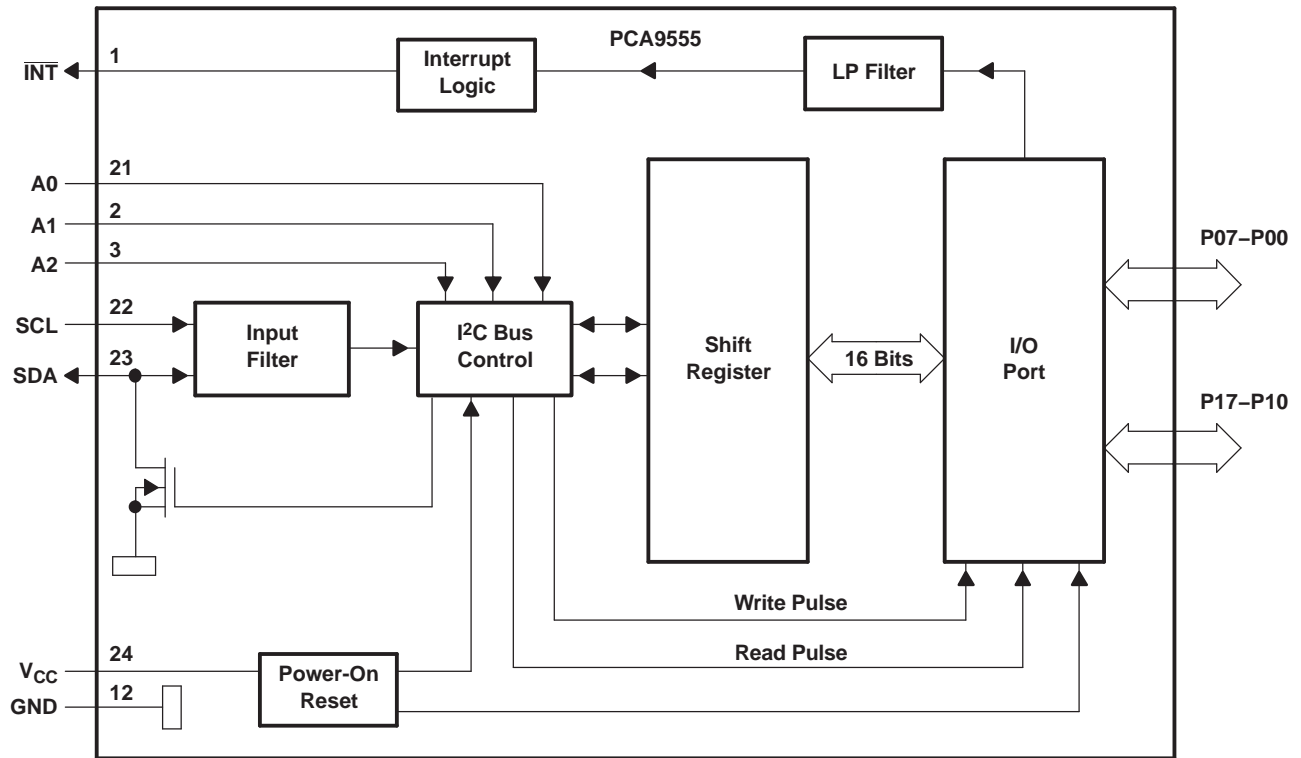 PCA9555
INT
1
Interrupt
Logic
LP Filter
A0
21
A1
2
A2
3
SCL
22
SDA
23
Input
Filter
I2C Bus
Control
Shift
Register
16 Bits
I/O
Port
P07–P00
P17–P10
Write Pulse
Read Pulse
VCC
24
GND
12
Power-On
Reset